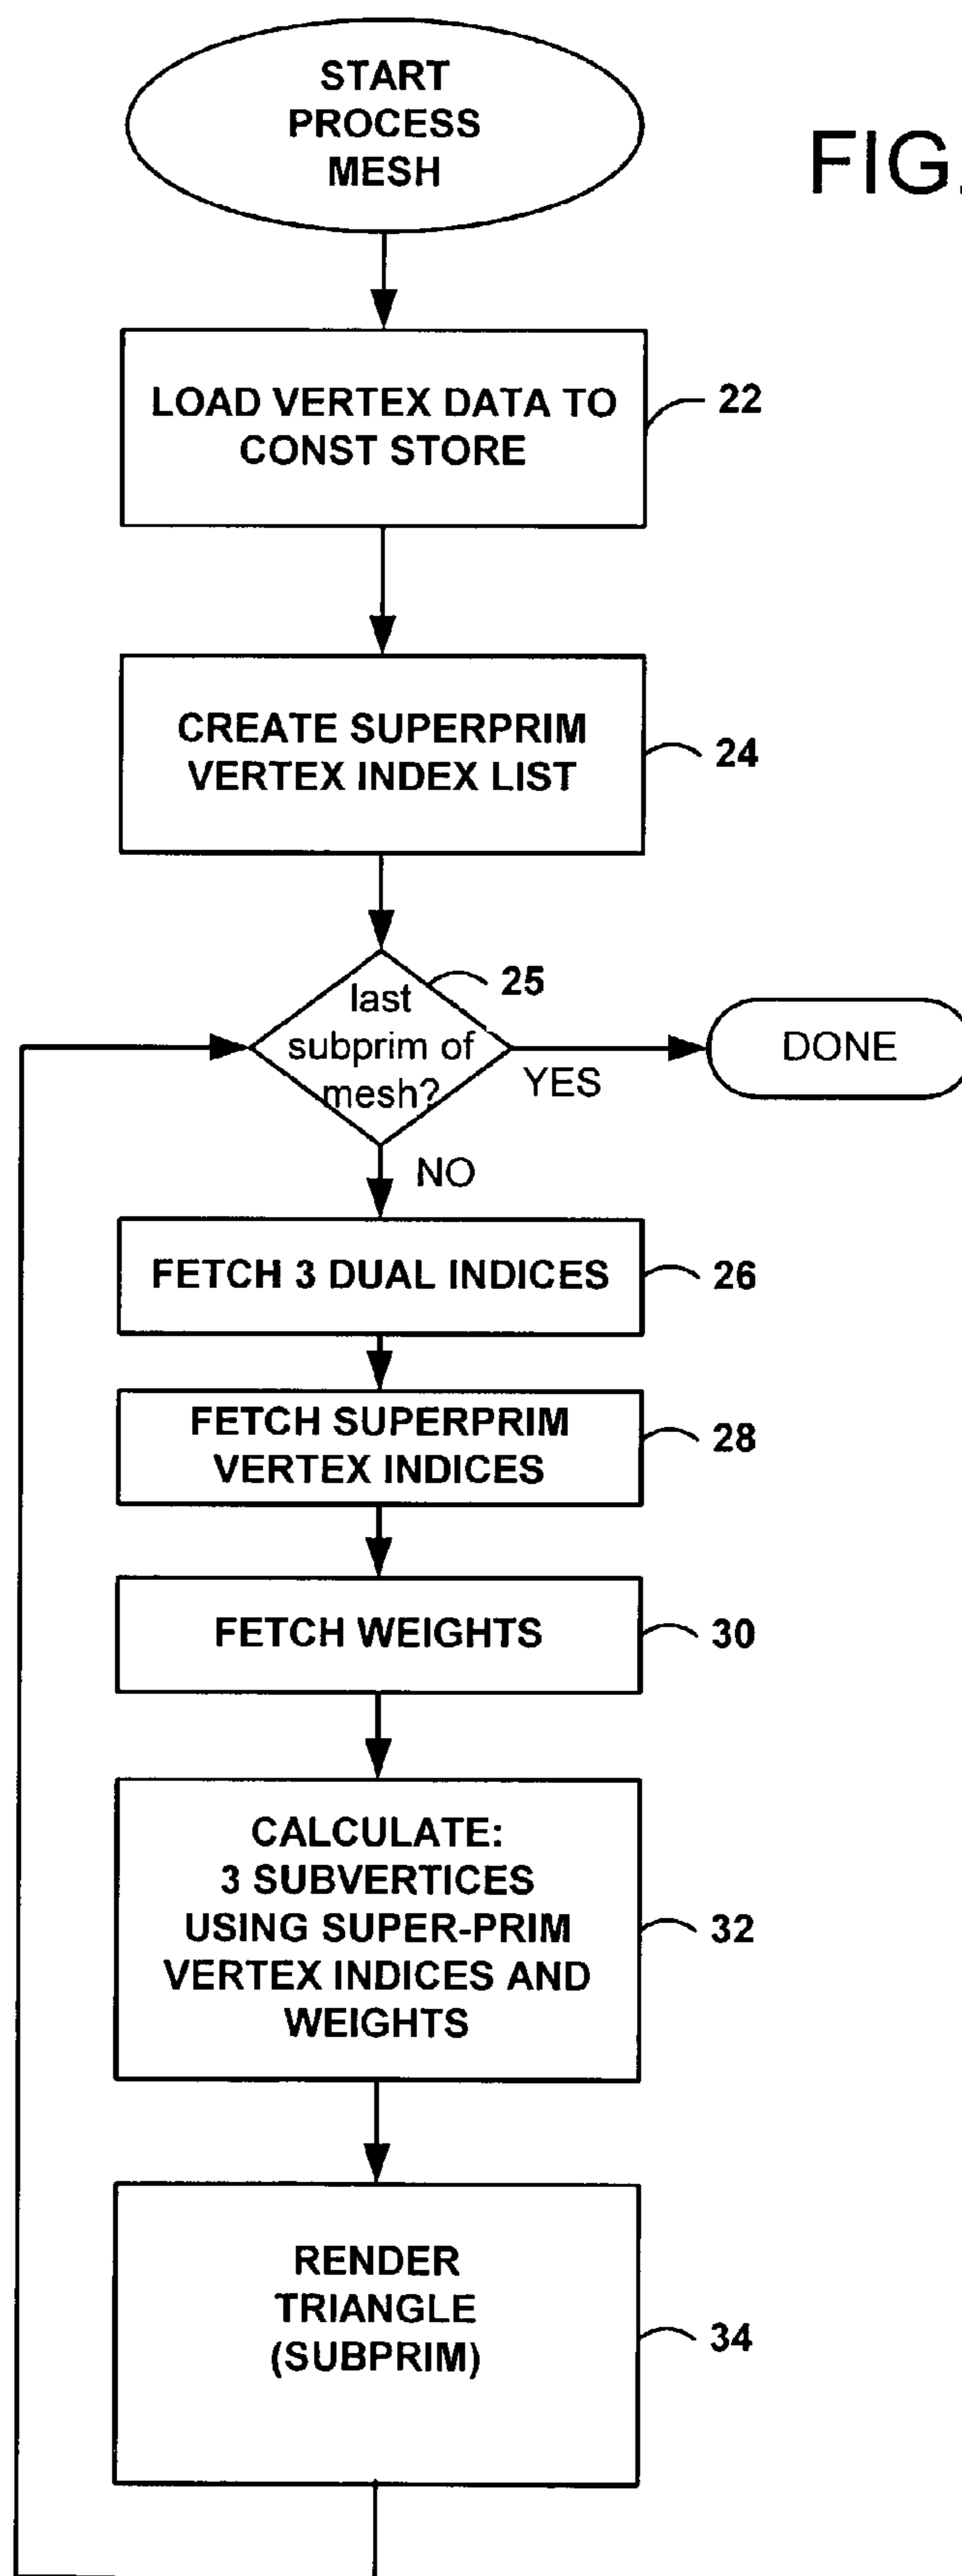 START
PROCESS
MESH
FIG.
LOAD VERTEX DATA TO
CONST STORE
22
CREATE SUPERPRIM
VERTEX INDEX LIST
24
25
last
subprim of
mesh?
YES
DONE
NO
FETCH 3 DUAL INDICES
26
FETCH SUPERPRIM
VERTEX INDICES
28
FETCH WEIGHTS
30
CALCULATE:
3 SUBVERTICES
USING SUPER-PRIM
VERTEX INDICES AND
WEIGHTS
32
RENDER
TRIANGLE
(SUBPRIM)
34